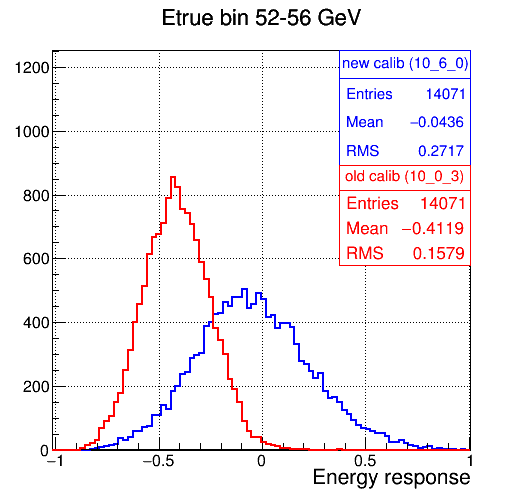 Etrue bin 52-56 GeV
new calib (10_6_0)
Entries 14071
Mean −0.0436
RMS 0.2717
old calib (10_0_3)
Entries 14071
Mean −0.4119
RMS 0.1579
1200
1000
800
600
400
200
0
−1 −0.5 0 0.5 1
Energy response